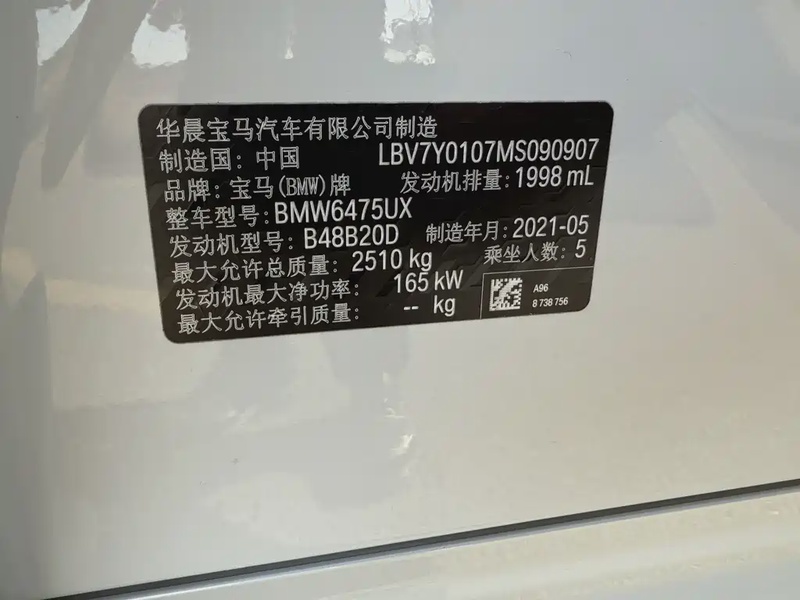 华晨宝马汽车有限公司制造
制造国：中国 LBV7Y0107MS090907
品牌：宝马(BMW)牌 发动机排量：1998 mL
整车型号：BMW6475UX
发动机型号：B48B20D 制造年月：2021-05
最大允许总质量：2510 kg 乘坐人数：5
发动机最大净功率：165 kW
最大允许牵引质量：-- kg
A96
8 738 756